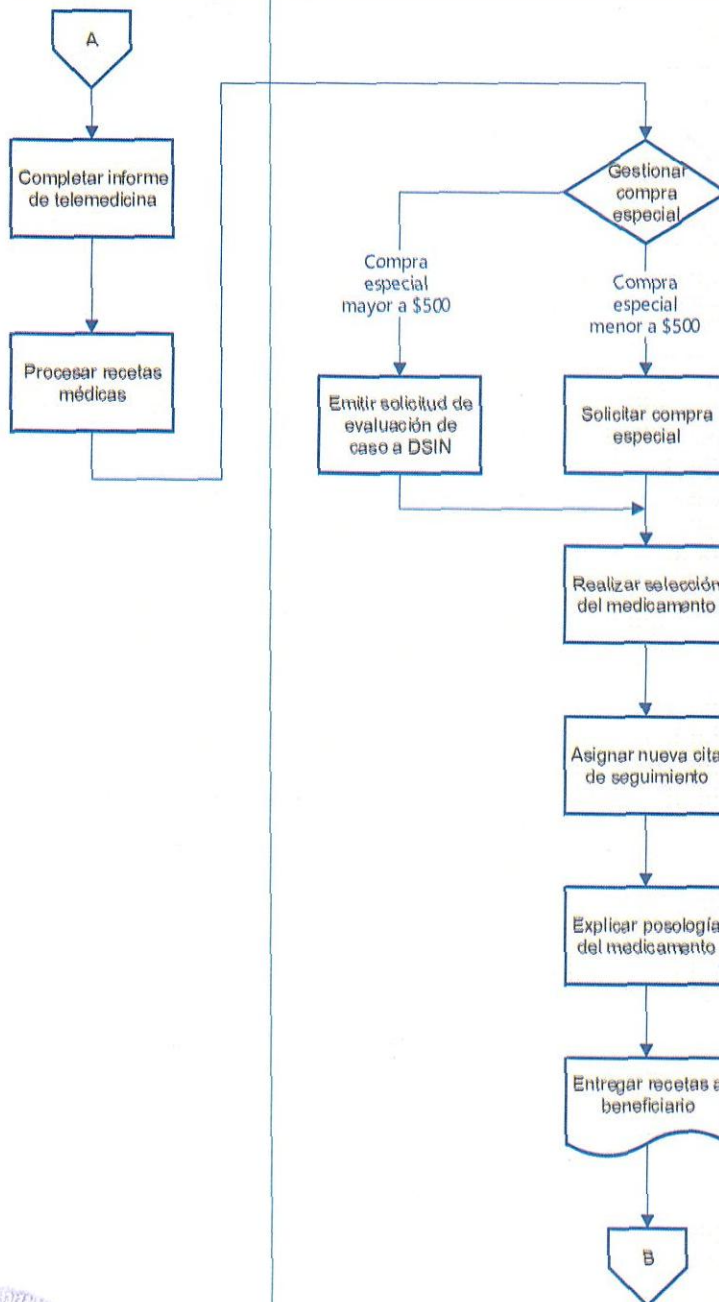 A
Completar informe
de telemedicina
Procesar recetas
médicas
Gestionar
compra
especial
Compra
especial
mayor a $500
Compra
especial
menor a $500
Emitir solicitud de
evaluación de
caso a DSIN
Solicitar compra
especial
Realizar selección
del medicamento
Asignar nueva cita
de seguimiento
Explicar posología
del medicamento
Entregar recetas a
beneficiario
B